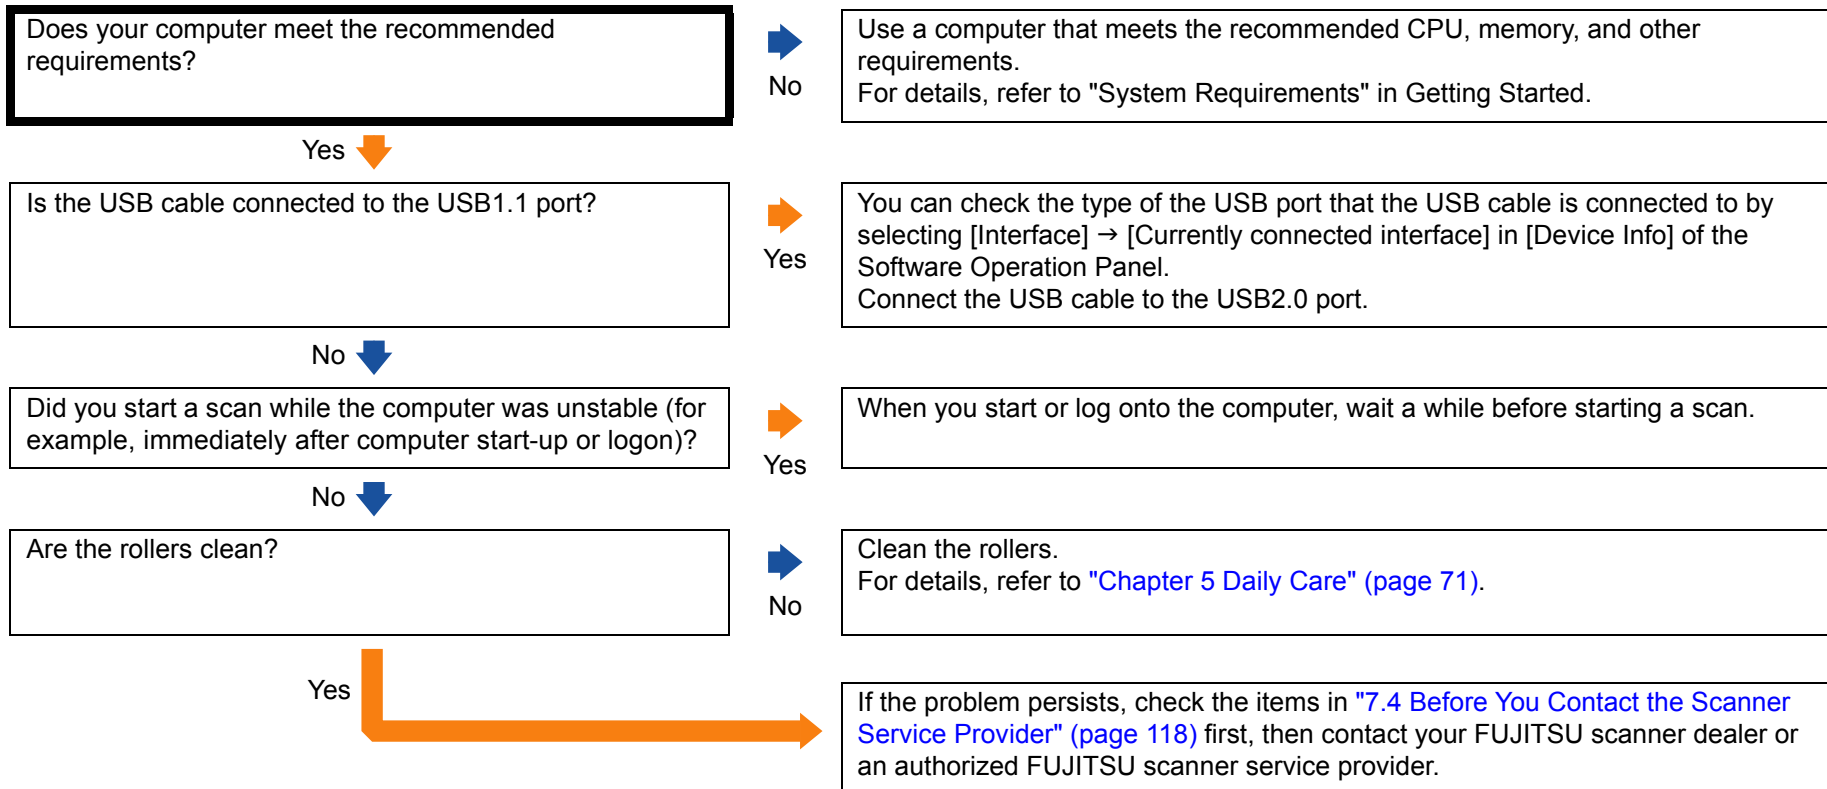 Does your computer meet the recommended
requirements?
No
Use a computer that meets the recommended CPU, memory, and other
requirements.
For details, refer to "System Requirements" in Getting Started.
Yes
Is the USB cable connected to the USB1.1 port?
Yes
You can check the type of the USB port that the USB cable is connected to by
selecting [Interface] → [Currently connected interface] in [Device Info] of the
Software Operation Panel.
Connect the USB cable to the USB2.0 port.
No
Did you start a scan while the computer was unstable (for
example, immediately after computer start-up or logon)?
Yes
When you start or log onto the computer, wait a while before starting a scan.
No
Are the rollers clean?
No
Clean the rollers.
For details, refer to "Chapter 5 Daily Care" (page 71).
Yes
If the problem persists, check the items in "7.4 Before You Contact the Scanner
Service Provider" (page 118) first, then contact your FUJITSU scanner dealer or
an authorized FUJITSU scanner service provider.